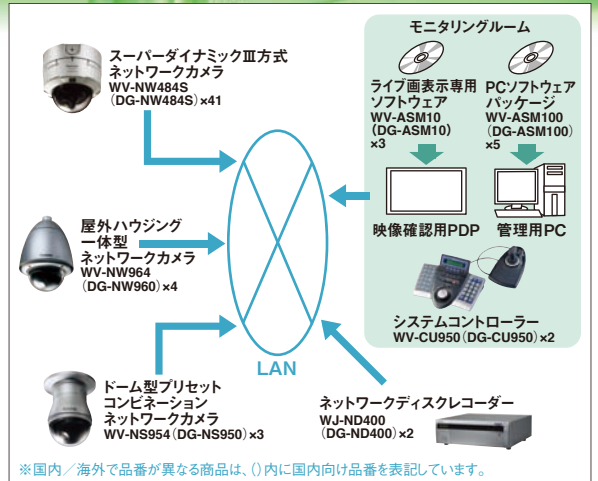 スーパーダイナミックⅢ方式
ネットワークカメラ
WV-NW484S
(DG-NW484S)×41
屋外ハウジング
一体型
ネットワークカメラ
WV-NW964
(DG-NW960)×4
ドーム型プリセット
コンビネーション
ネットワークカメラ
WV-NS954(DG-NS950)×3
LAN
モニタリングルーム
ライブ画表示専用
ソフトウェア
WV-ASM10
(DG-ASM10)
×3
PCソフトウェア
パッケージ
WV-ASM100
(DG-ASM100)
×5
映像確認用PDP
管理用PC
システムコントローラー
WV-CU950(DG-CU950)×2
ネットワークディスクレコーダー
WJ-ND400
(DG-ND400)×2
※国内／海外で品番が異なる商品は、()内に国内向け品番を表記しています。